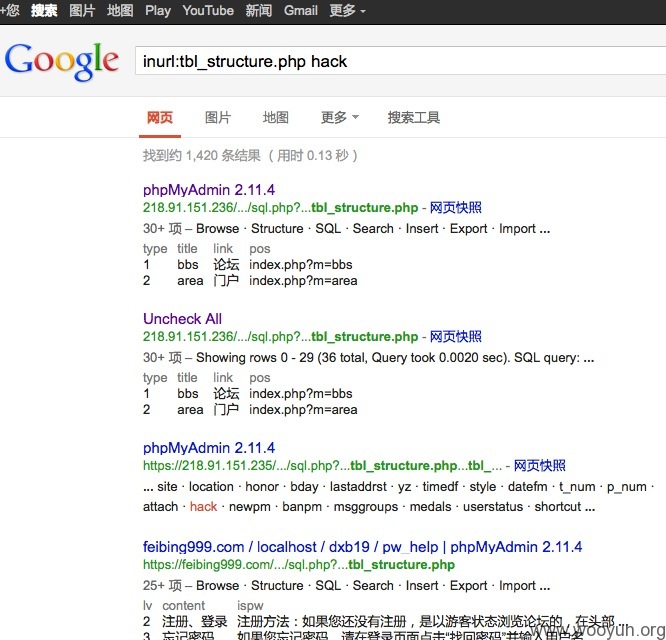 +您 搜索 图片 地图 Play YouTube 新闻 Gmail 更多
Google inurl:tbl_structure.php hack
网页 图片 地图 更多 搜索工具
找到约 1,420 条结果 （用时 0.13 秒）
phpMyAdmin 2.11.4
218.91.151.236/.../sql.php?...tbl_structure.php - 网页快照
30+ 项 – Browse · Structure · SQL · Search · Insert · Export · Import ...
type title link pos
1 bbs 论坛 index.php?m=bbs
2 area 门户 index.php?m=area
Uncheck All
218.91.151.236/.../sql.php?...tbl_structure.php - 网页快照
30+ 项 – Showing rows 0 - 29 (36 total, Query took 0.0020 sec). SQL query: ...
type title link pos
1 bbs 论坛 index.php?m=bbs
2 area 门户 index.php?m=area
phpMyAdmin 2.11.4
https://218.91.151.235/.../sql.php?...tbl_structure.php...tbl_... - 网页快照
... site · location · honor · bday · lastaddrst · yz · timedf · style · datefm · t_num · p_num ·
attach · hack · newpm · banpm · msggroups · medals · userstatus · shortcut ...
feibing999.com / localhost / dxb19 / pw_help | phpMyAdmin 2.11.4
https://feibing999.com/.../sql.php?...tbl_structure.php
25+ 项 – Browse · Structure · SQL · Search · Insert · Export · Import ...
lv content ispw
2 注册、登录 注册方法：如果您还没有注册，是以游客状态浏览论坛的，在头部 ...
3 忘记密码 如果您忘记密码，请在登录页面点击“找回密码”并输入用户名
www.wooyun.org